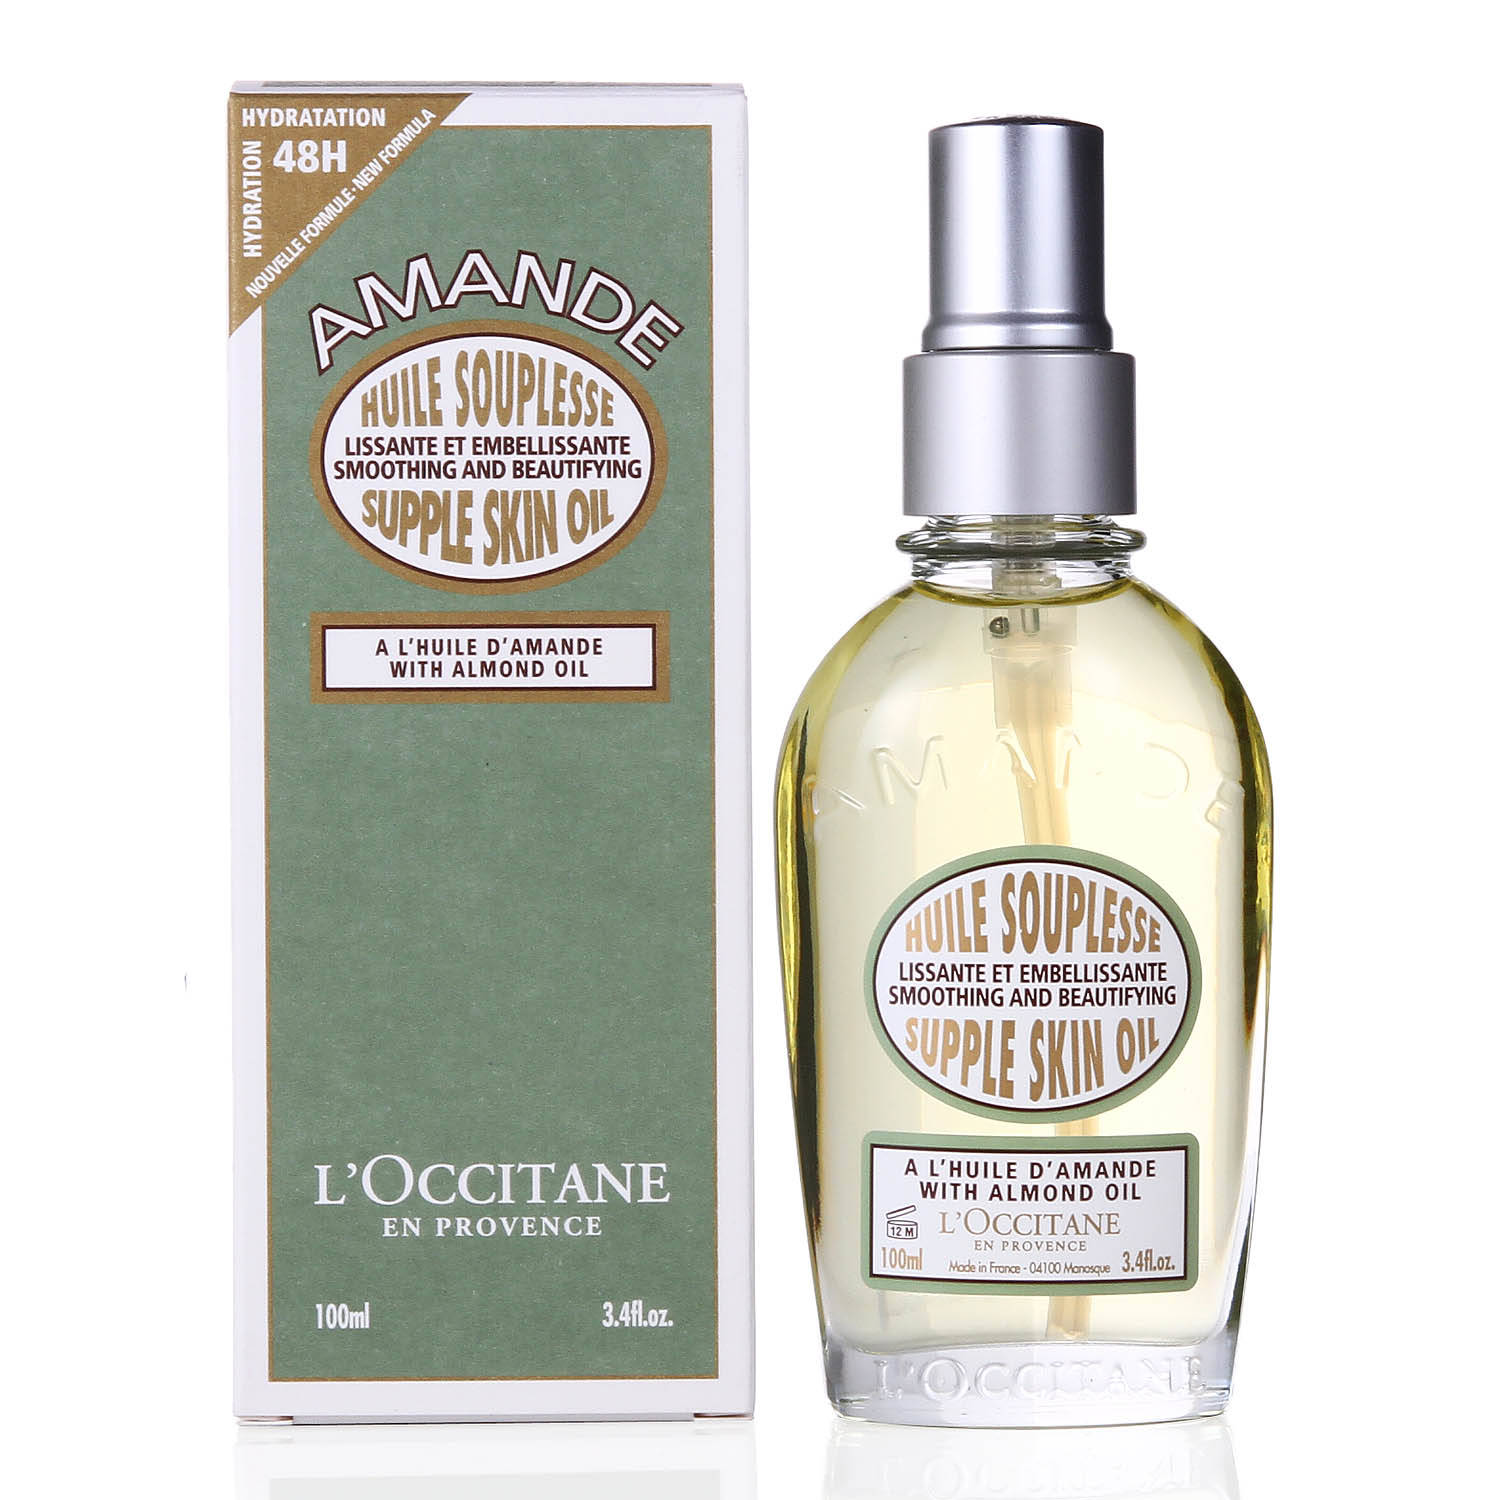 HYDRATATION
HYDRATION
48H
NOUVELLE FORMULE · NEW FORMULA
AMANDE
HUILE SOUPLESSE
LISSANTE ET EMBELLISSANTE
SMOOTHING AND BEAUTIFYING
SUPPLE SKIN OIL
A L'HUILE D'AMANDE
WITH ALMOND OIL
L'OCCITANE
EN PROVENCE
100ml 3.4fl.oz.
AMANDE
HUILE SOUPLESSE
LISSANTE ET EMBELLISSANTE
SMOOTHING AND BEAUTIFYING
SUPPLE SKIN OIL
A L'HUILE D'AMANDE
WITH ALMOND OIL
12 M
L'OCCITANE
EN PROVENCE
100ml Made in France - 04100 Manosque 3.4fl.oz.
L'OCCITANE